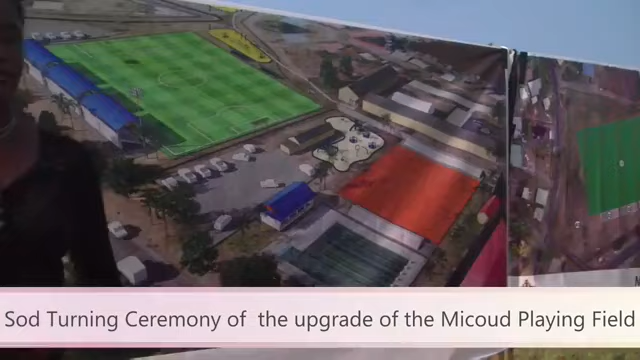 Sod Turning Ceremony of the upgrade of the Micoud Playing Field